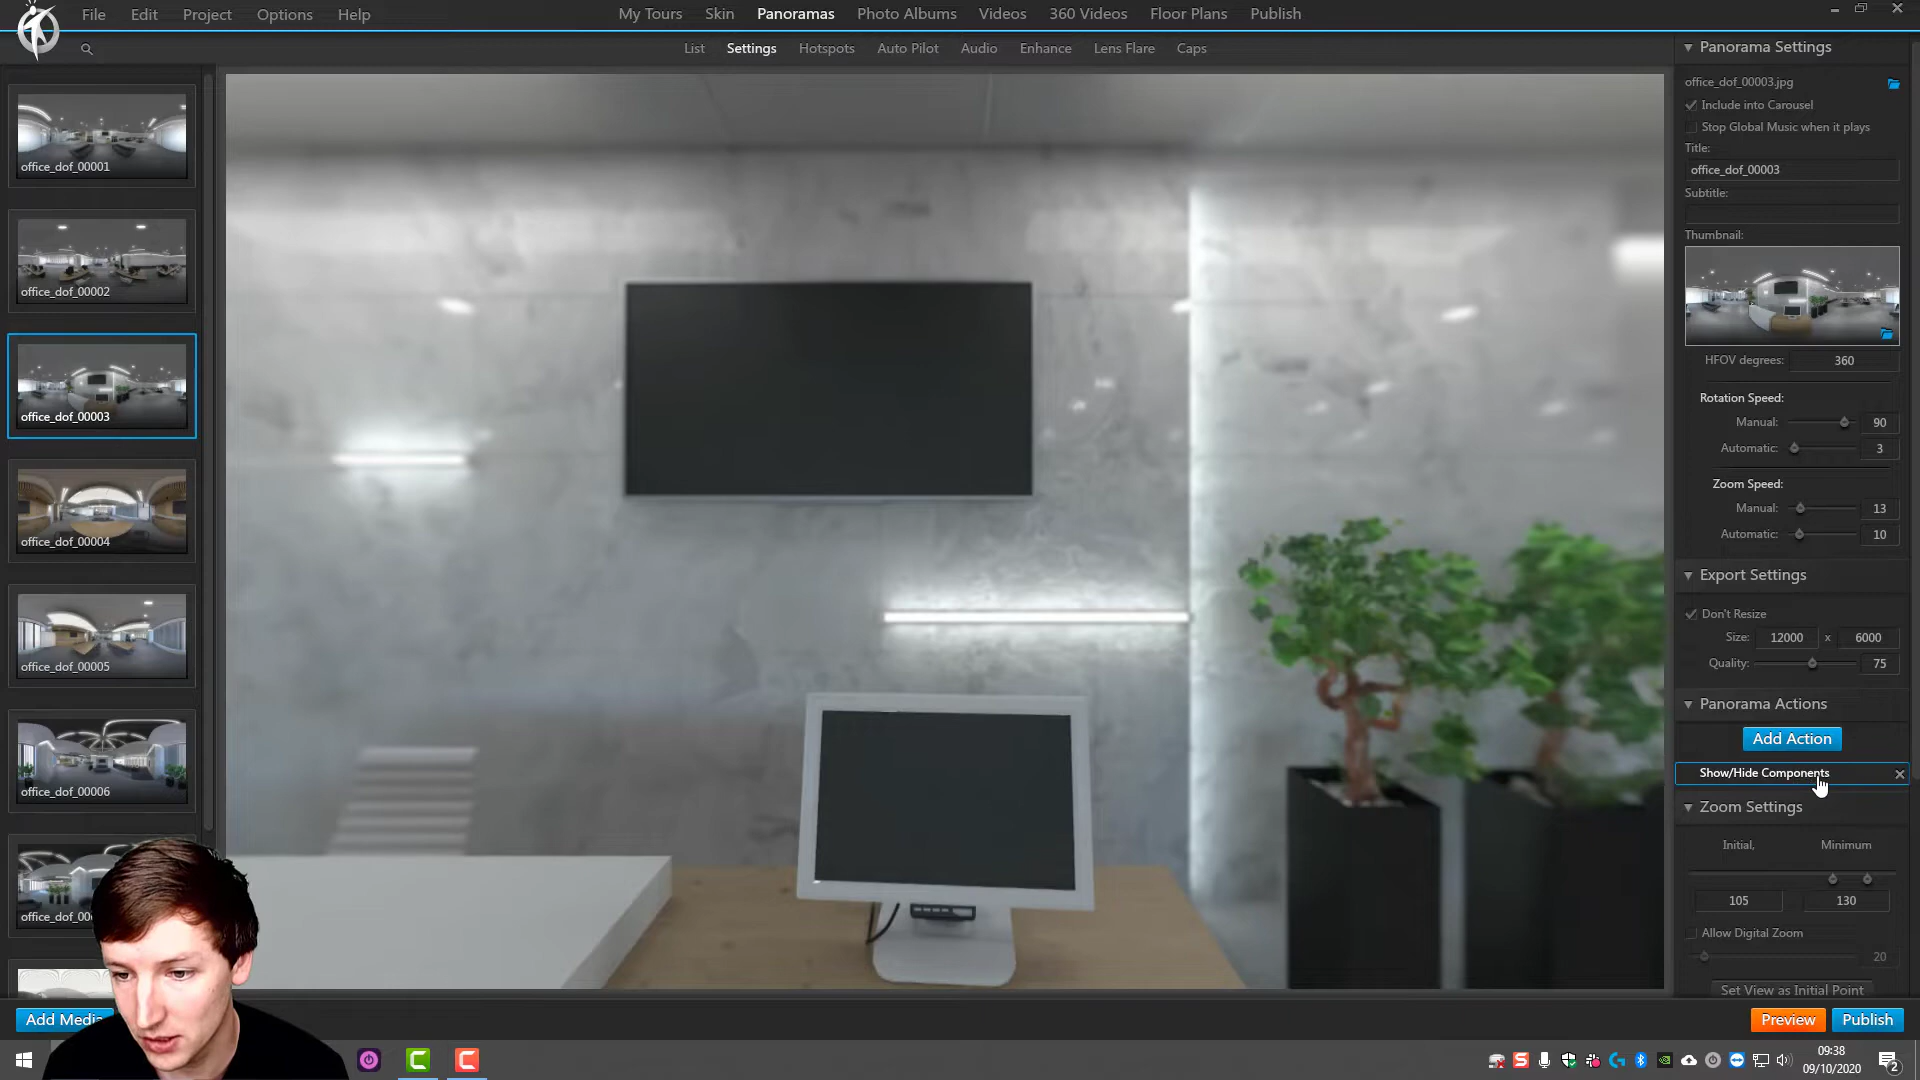 File Edit Project Options Help
My Tours Skin Panoramas Photo Albums Videos 360 Videos Floor Plans Publish
List Settings Hotspots Auto Pilot Audio Enhance Lens Flare Caps
office_dof_00001
office_dof_00002
office_dof_00003
office_dof_00004
office_dof_00005
office_dof_00006
Add Media
Panorama Settings
office_dof_00003.jpg
Include into Carousel
Stop Global Music when it plays
Title:
office_dof_00003
Subtitle:
Thumbnail:
HFOV degrees: 360
Rotation Speed:
Manual: 90
Automatic: 3
Zoom Speed:
Manual: 13
Automatic: 10
Export Settings
Don't Resize
Size: 12000 x 6000
Quality: 75
Panorama Actions
Add Action
Show/Hide Components
Zoom Settings
Initial, Minimum
105 130
Allow Digital Zoom
20
Set View as Initial Point
Preview Publish
09:38
09/10/2020
2